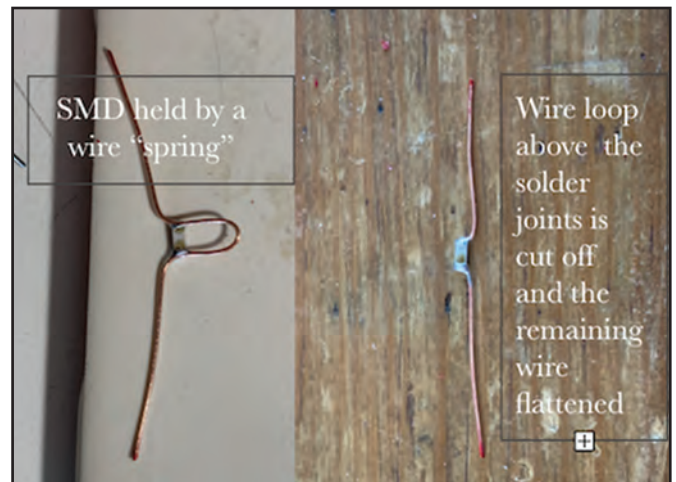 SMD held by a
wire “spring”
Wire loop
above the
solder
joints is
cut off
and the
remaining
wire
flattened